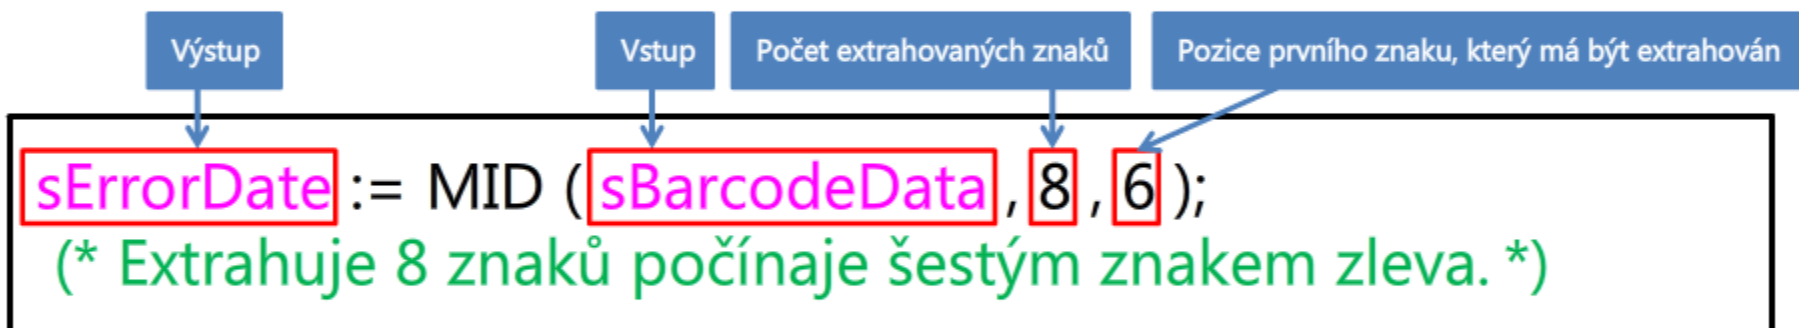 Výstup
Vstup
Počet extrahovaných znaků
Pozice prvního znaku, který má být extrahován
sErrorDate := MID ( sBarcodeData , 8 , 6 );
(* Extrahuje 8 znaků počínaje šestým znakem zleva. *)